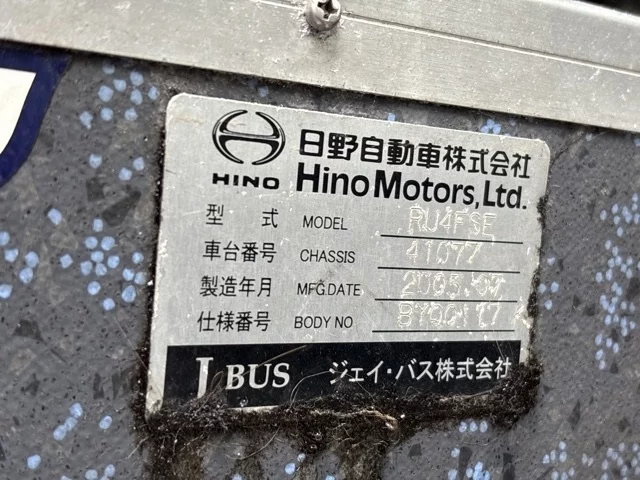 HINO
日野自動車株式会社
Hino Motors, Ltd.
型 式 MODEL RU4FSE
車台番号 CHASSIS 41077
製造年月 MFG.DATE
仕様番号 BODY NO
J BUS ジェイ・バス株式会社